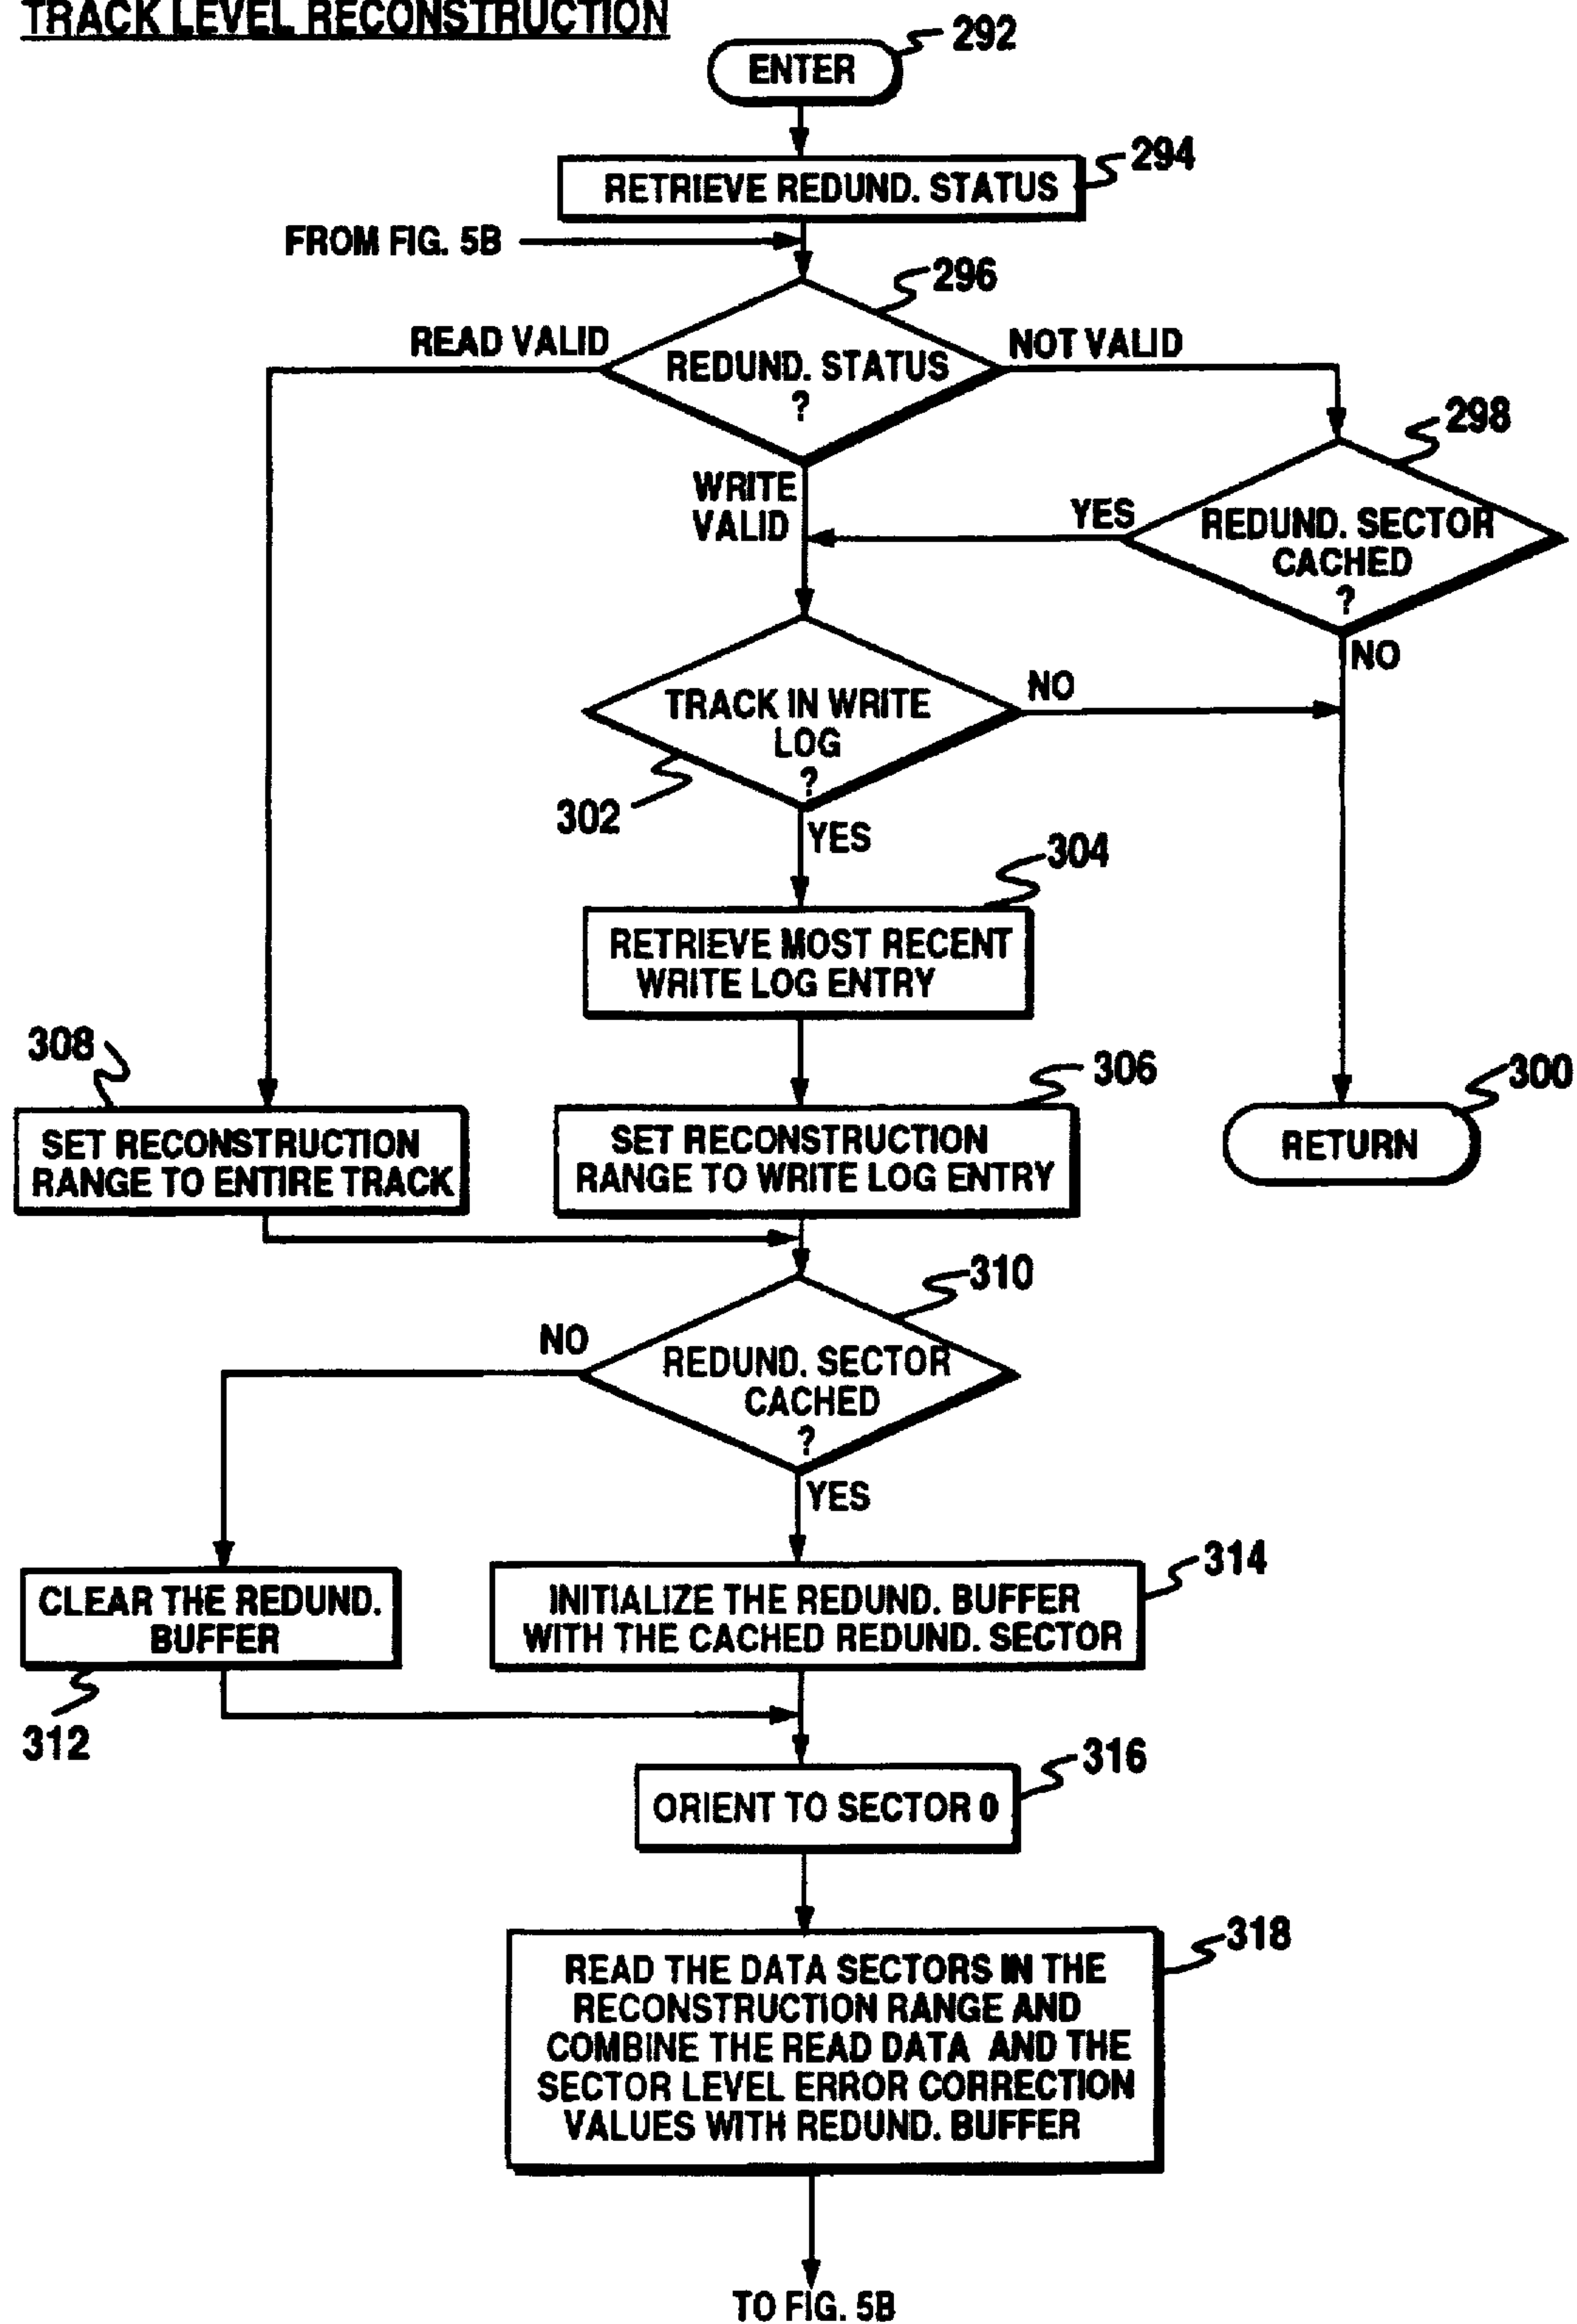 TRACK LEVEL RECONSTRUCTION
292
ENTER
294
RETRIEVE REDUND. STATUS
FROM FIG. 5B
296
READ VALID
NOT VALID
REDUND. STATUS
?
298
WRITE
VALID
YES
REDUND. SECTOR
CACHED
?
NO
NO
TRACK IN WRITE
LOG
?
302
YES
304
RETRIEVE MOST RECENT
WRITE LOG ENTRY
308
306
300
SET RECONSTRUCTION
RANGE TO ENTIRE TRACK
SET RECONSTRUCTION
RANGE TO WRITE LOG ENTRY
RETURN
310
NO
REDUND. SECTOR
CACHED
?
YES
314
CLEAR THE REDUND.
BUFFER
INITIALIZE THE REDUND. BUFFER
WITH THE CACHED REDUND. SECTOR
312
316
ORIENT TO SECTOR 0
318
READ THE DATA SECTORS IN THE
RECONSTRUCTION RANGE AND
COMBINE THE READ DATA AND THE
SECTOR LEVEL ERROR CORRECTION
VALUES WITH REDUND. BUFFER
TO FIG. 5B